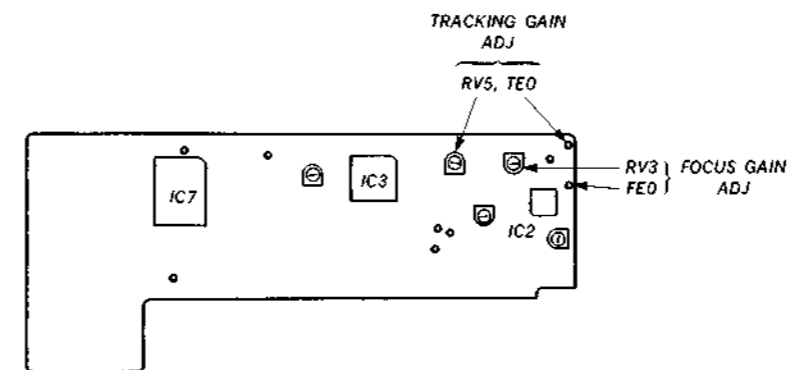 TRACKING GAIN
ADJ
RV5, TEO
RV3 FOCUS GAIN
FEO ADJ
IC7
IC3
IC2